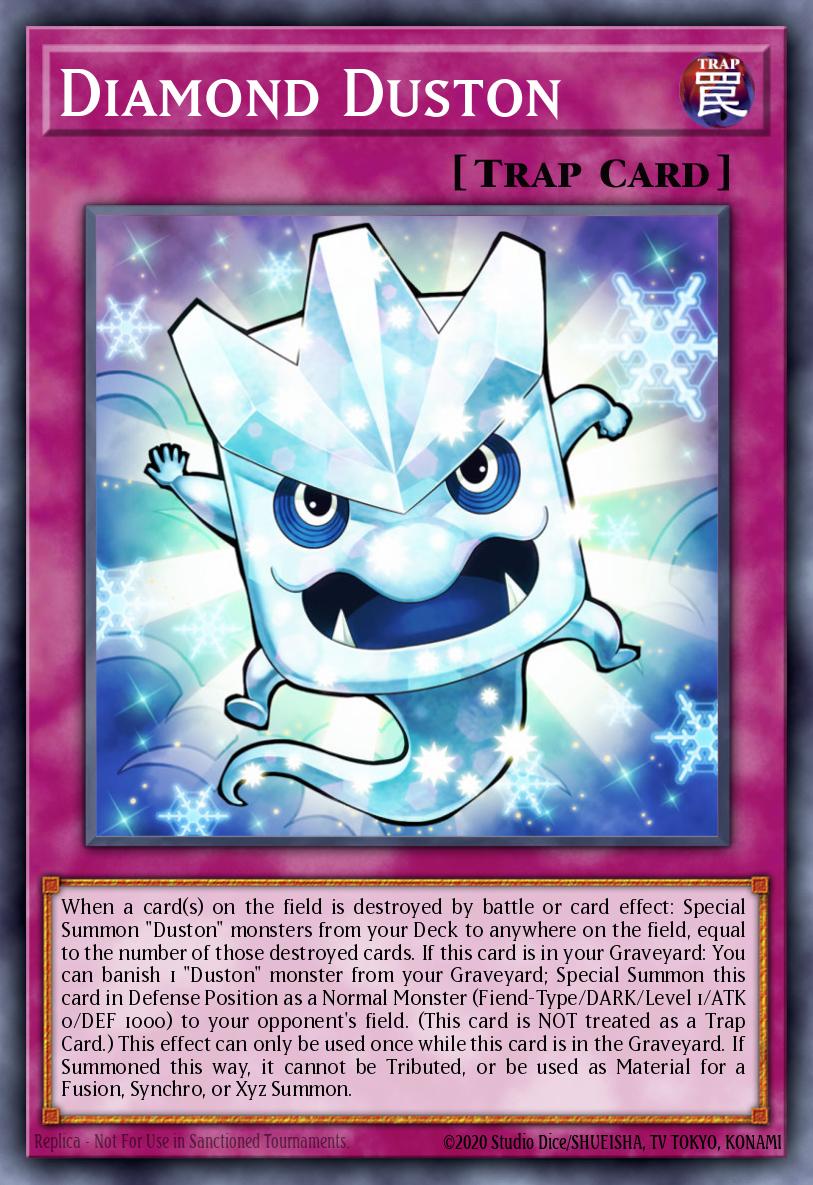 Diamond Duston
TRAP
罠
[Trap Card]
When a card(s) on the field is destroyed by battle or card effect: Special
Summon "Duston" monsters from your Deck to anywhere on the field, equal
to the number of those destroyed cards. If this card is in your Graveyard: You
can banish 1 "Duston" monster from your Graveyard; Special Summon this
card in Defense Position as a Normal Monster (Fiend-Type/DARK/Level 1/ATK
0/DEF 1000) to your opponent's field. (This card is NOT treated as a Trap
Card.) This effect can only be used once while this card is in the Graveyard. If
Summoned this way, it cannot be Tributed, or be used as Material for a
Fusion, Synchro, or Xyz Summon.
Replica - Not For Use in Sanctioned Tournaments.
©2020 Studio Dice/SHUEISHA, TV TOKYO, KONAMI